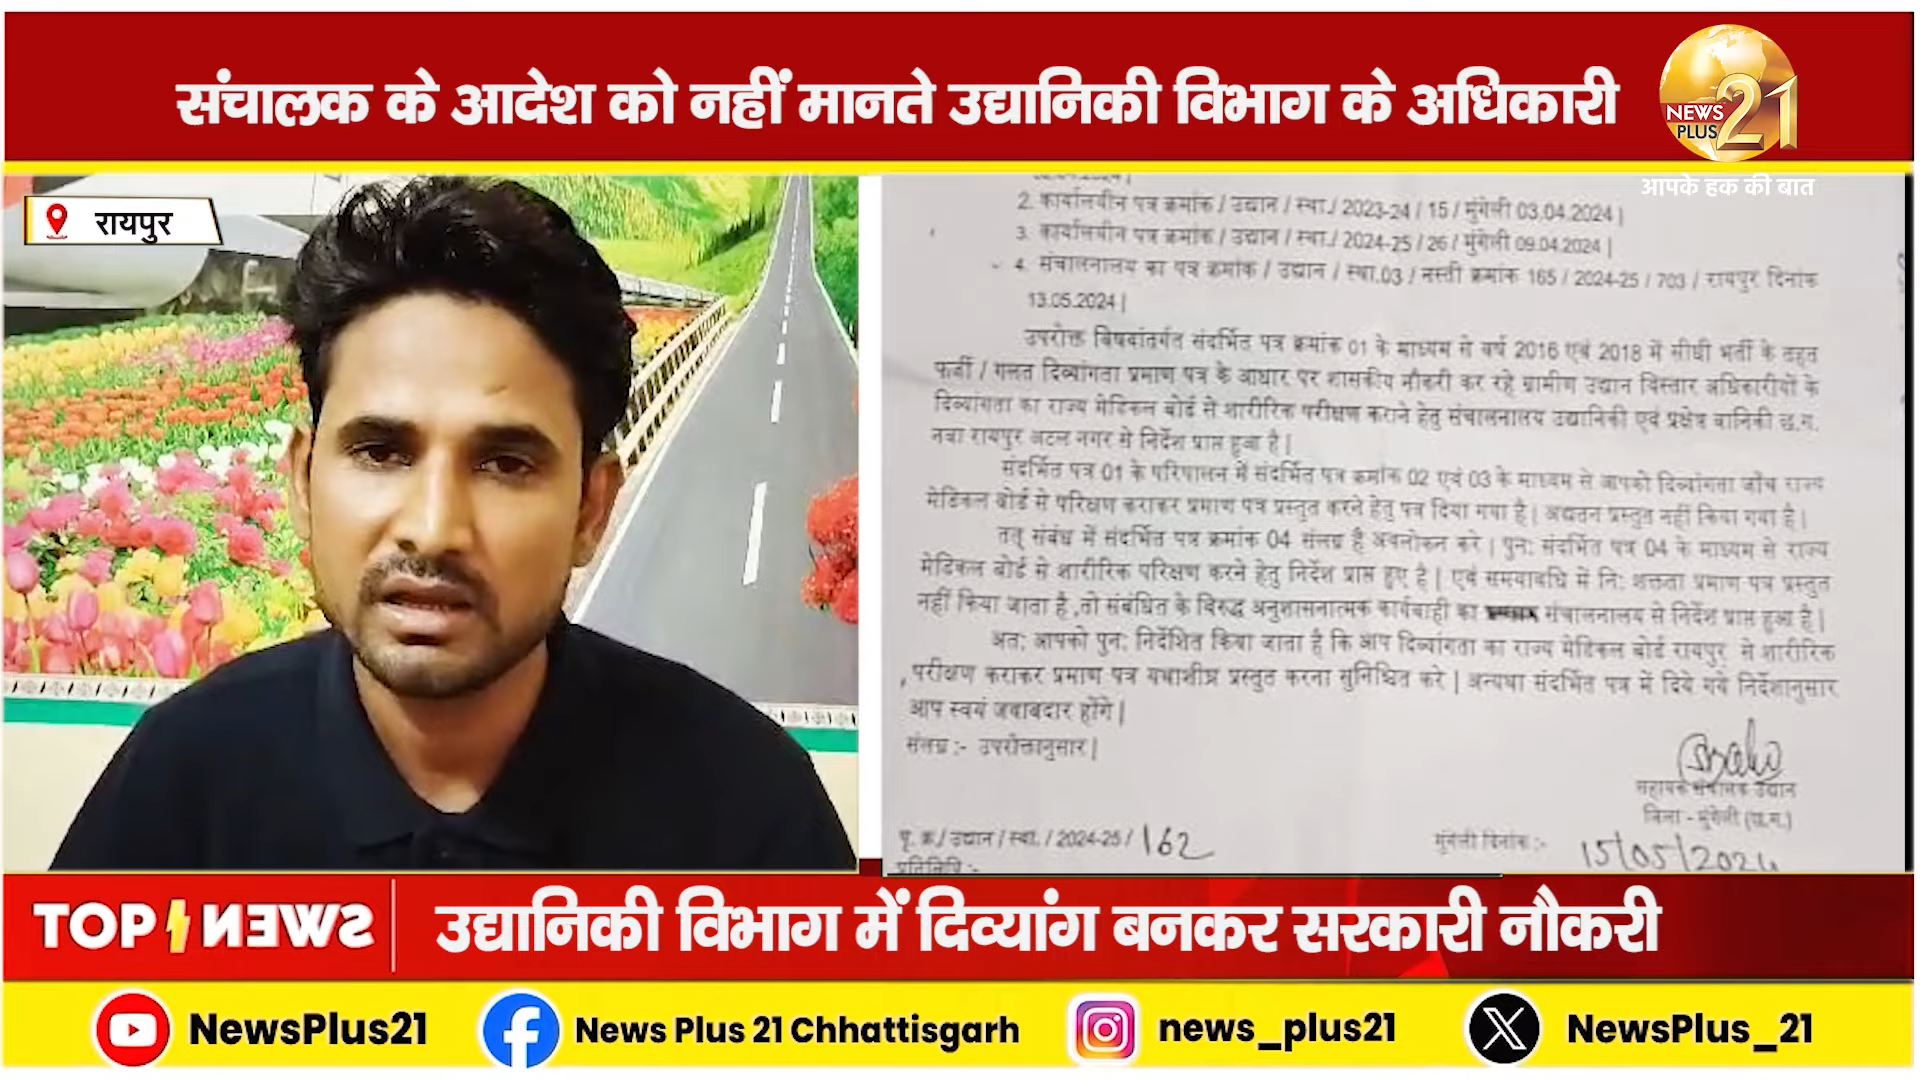 संचालक के आदेश को नहीं मानते उद्यानिकी विभाग के अधिकारी
NEWS PLUS 21
आपके हक की बात
रायपुर
2. कार्यालयीन पत्र क्रमांक / उद्यान / स्था./ 2023-24 / 15 / मुंगेली 03.04.2024 |
3. कार्यालयीन पत्र क्रमांक / उद्यान / स्था./ 2024-25 / 26 / मुंगेली 09.04.2024 |
4. संचालनालय का पत्र क्रमांक / उद्यान / स्था.03 / नस्ती क्रमांक 165 / 2024-25 / 703 / रायपुर दिनांक
13.05.2024 |
उपरोक्त विषयांतर्गत संदर्भित पत्र क्रमांक 01 के माध्यम से वर्ष 2016 एवं 2018 में सीधी भर्ती के तहत
फर्जी / गलत दिव्यांगता प्रमाण पत्र के आधार पर शासकीय नौकरी कर रहे ग्रामीण उद्यान विस्तार अधिकारीयों के
दिव्यांगता का राज्य मेडिकल बोर्ड से शारीरिक परीक्षण कराने हेतु संचालनालय उद्यानिकी एवं प्रक्षेत्र वानिकी छ.ग.
नवा रायपुर अटल नगर से निर्देश प्राप्त हुआ है |
संदर्भित पत्र 01 के परिपालन में संदर्भित पत्र क्रमांक 02 एवं 03 के माध्यम से आपको दिव्यांगता जाँच राज्य
मेडिकल बोर्ड से परिक्षण कराकर प्रमाण पत्र प्रस्तुत करने हेतु पत्र दिया गया है | अद्यतन प्रस्तुत नहीं किया गया है |
तत् संबंध में संदर्भित पत्र क्रमांक 04 संलग्न है अवलोकन करे | पुन: संदर्भित पत्र 04 के माध्यम से राज्य
मेडिकल बोर्ड से शारीरिक परिक्षण करने हेतु निर्देश प्राप्त हुए है | एवं समयावधि में नि: शक्तता प्रमाण पत्र प्रस्तुत
नहीं किया जाता है ,तो संबंधित के विरुद्ध अनुशासनात्मक कार्यवाही का संचालनालय से निर्देश प्राप्त हुआ है |
अत: आपको पुन: निर्देशित किया जाता है कि आप दिव्यांगता का राज्य मेडिकल बोर्ड रायपुर से शारीरिक
परीक्षण कराकर प्रमाण पत्र यथाशीघ्र प्रस्तुत करना सुनिश्चित करे | अन्यथा संदर्भित पत्र में दिये गये निर्देशानुसार
आप स्वयं जवाबदार होंगे |
संलग्न :- उपरोक्तानुसार |
सहायक संचालक उद्यान
जिला - मुंगेली (छ.ग.)
पृ. क्र./ उद्यान / स्था. / 2024-25 / 162
मुंगेली दिनांक :- 15/05/2024
प्रतिलिपि :-
TOP NEWS
उद्यानिकी विभाग में दिव्यांग बनकर सरकारी नौकरी
NewsPlus21
News Plus 21 Chhattisgarh
news_plus21
NewsPlus_21